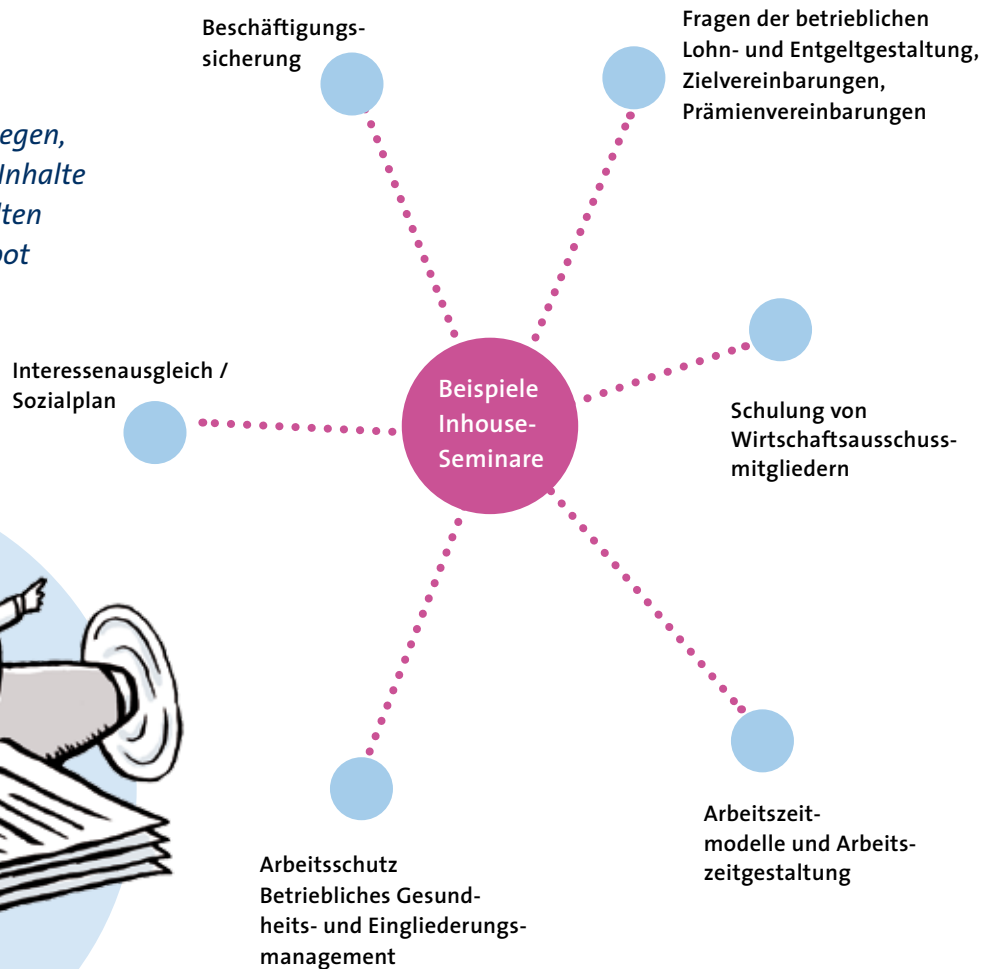 Beschäftigungs-
sicherung
Fragen der betrieblichen
Lohn- und Entgeltgestaltung,
Zielvereinbarungen,
Prämienvereinbarungen
Inhalte
Interessenausgleich /
Sozialplan
Beispiele
Inhouse-
Seminare
Schulung von
Wirtschaftsausschuss-
mitgliedern
Arbeitszeit-
modelle und Arbeits-
zeitgestaltung
Arbeitsschutz
Betriebliches Gesund-
heits- und Eingliederungs-
management